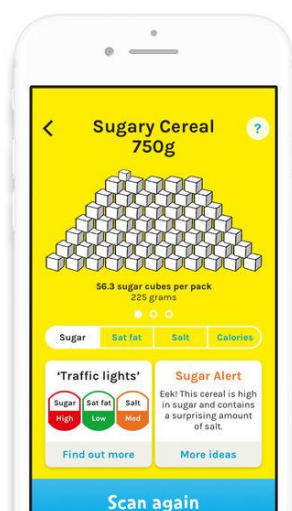 Sugary Cereal
750g
?
56.3 sugar cubes per pack
225 grams
Sugar
Sat fat
Salt
Calories
'Traffic lights'
Sugar
Sat fat
Salt
High
Low
Med
Find out more
Sugar Alert
Eek! This cereal is high
in sugar and contains
a surprising amount
of salt.
More ideas
Scan again